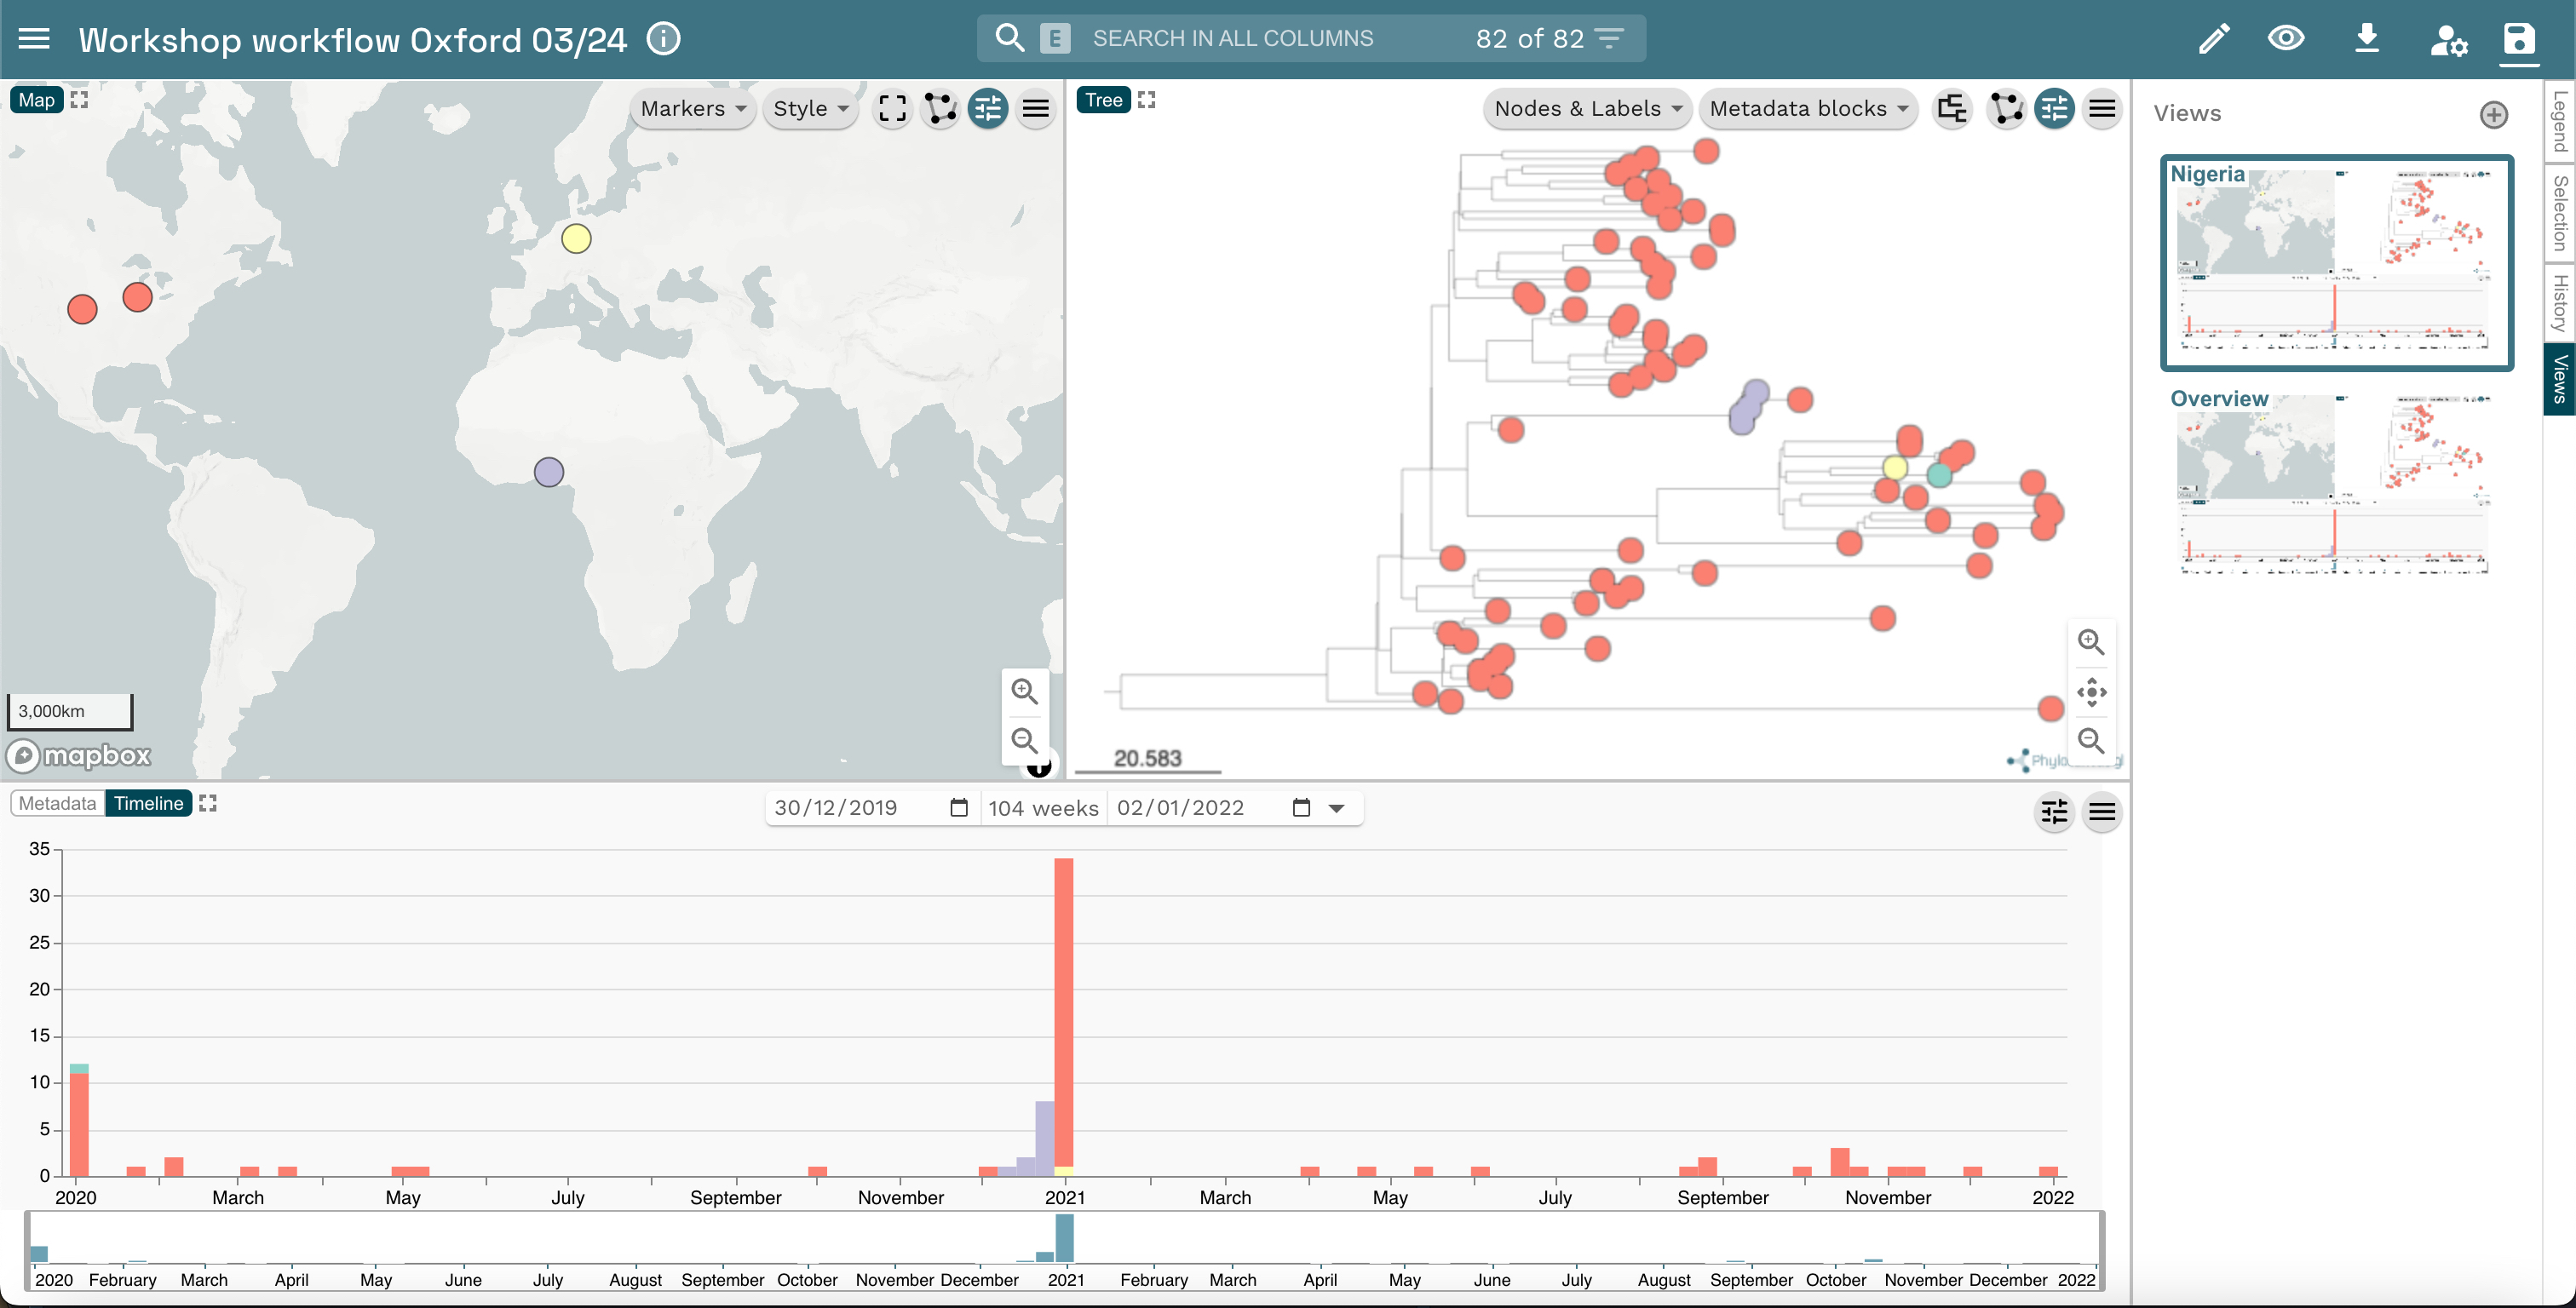 Workshop workflow Oxford 03/24
E SEARCH IN ALL COLUMNS 82 of 82
Map
Markers
Style
3,000km
mapbox
Tree
Nodes & Labels
Metadata blocks
20.583
Views
Nigeria
Overview
Legend
Selection
History
Views
Metadata Timeline
30/12/2019 104 weeks 02/01/2022
35
30
25
20
15
10
5
0
2020 March May July September November 2021 March May July September November 2022
2020 February March April May June July August September October November December 2021 February March April May June July August September October November December 2022